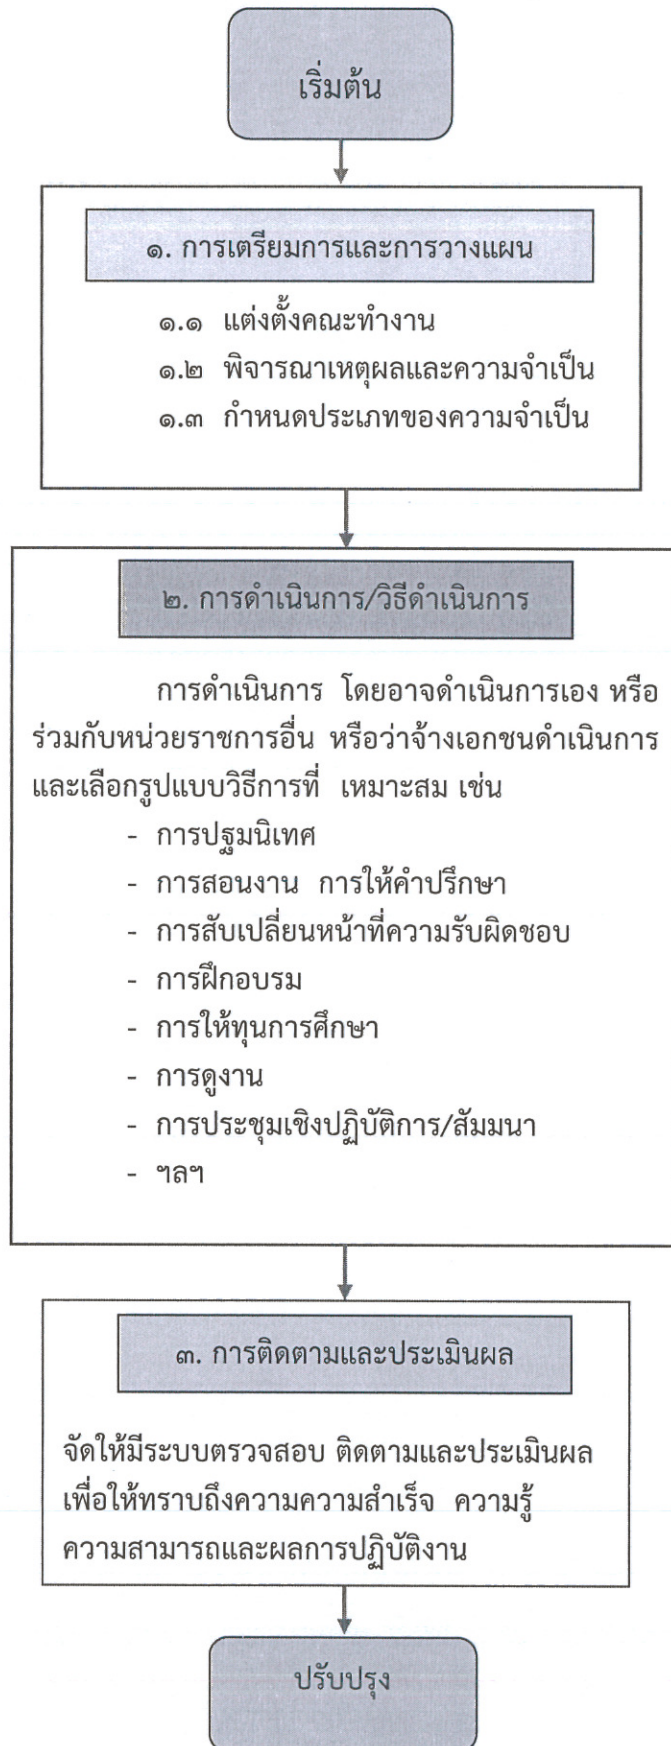 เริ่มต้น
๑. การเตรียมการและการวางแผน
๑.๑ แต่งตั้งคณะทำงาน
๑.๒ พิจารณาเหตุผลและความจำเป็น
๑.๓ กำหนดประเภทของความจำเป็น
๒. การดำเนินการ/วิธีดำเนินการ
การดำเนินการ โดยอาจดำเนินการเอง หรือ
ร่วมกับหน่วยราชการอื่น หรือว่าจ้างเอกชนดำเนินการ
และเลือกรูปแบบวิธีการที่ เหมาะสม เช่น
- การปฐมนิเทศ
- การสอนงาน การให้คำปรึกษา
- การสับเปลี่ยนหน้าที่ความรับผิดชอบ
- การฝึกอบรม
- การให้ทุนการศึกษา
- การดูงาน
- การประชุมเชิงปฏิบัติการ/สัมมนา
- ฯลฯ
๓. การติดตามและประเมินผล
จัดให้มีระบบตรวจสอบ ติดตามและประเมินผล
เพื่อให้ทราบถึงความความสำเร็จ ความรู้
ความสามารถและผลการปฏิบัติงาน
ปรับปรุง